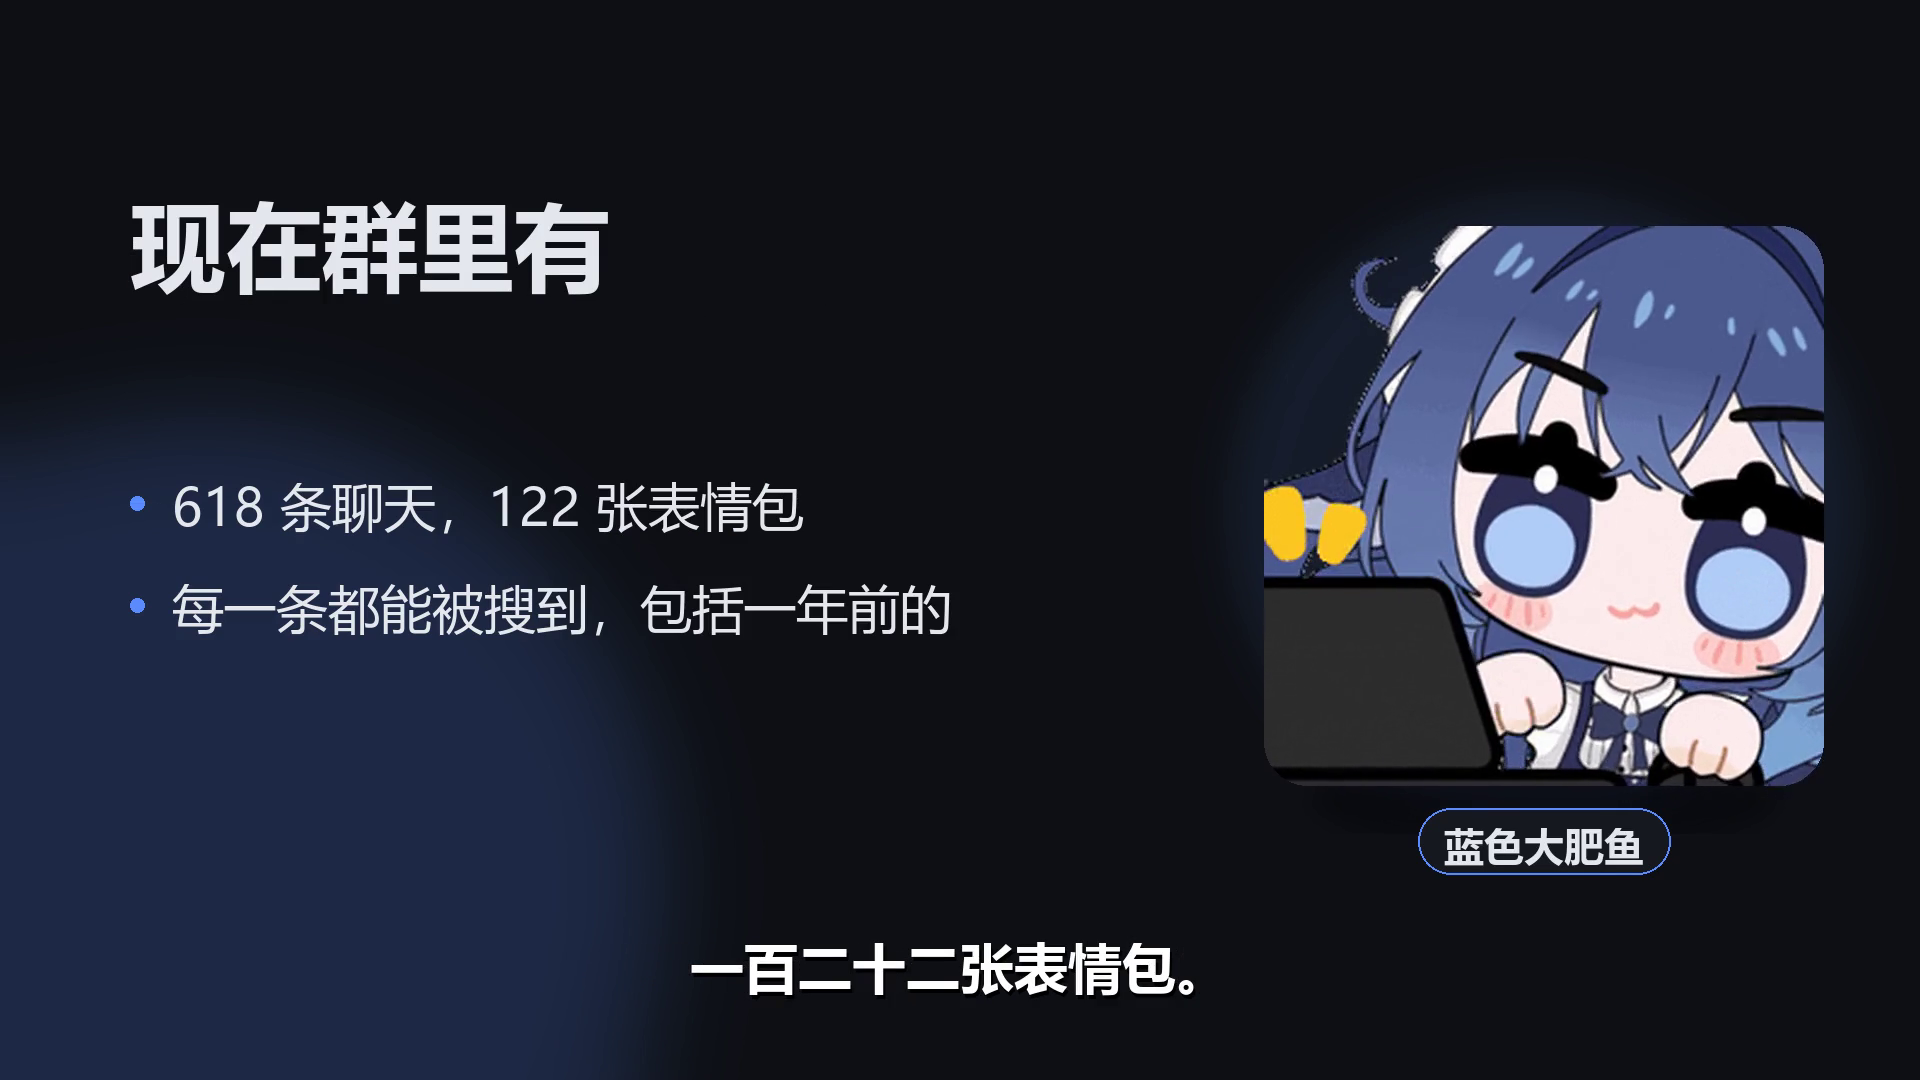 现在群里有
618 条聊天，122 张表情包
每一条都能被搜到，包括一年前的
蓝色大肥鱼
一百二十二张表情包。